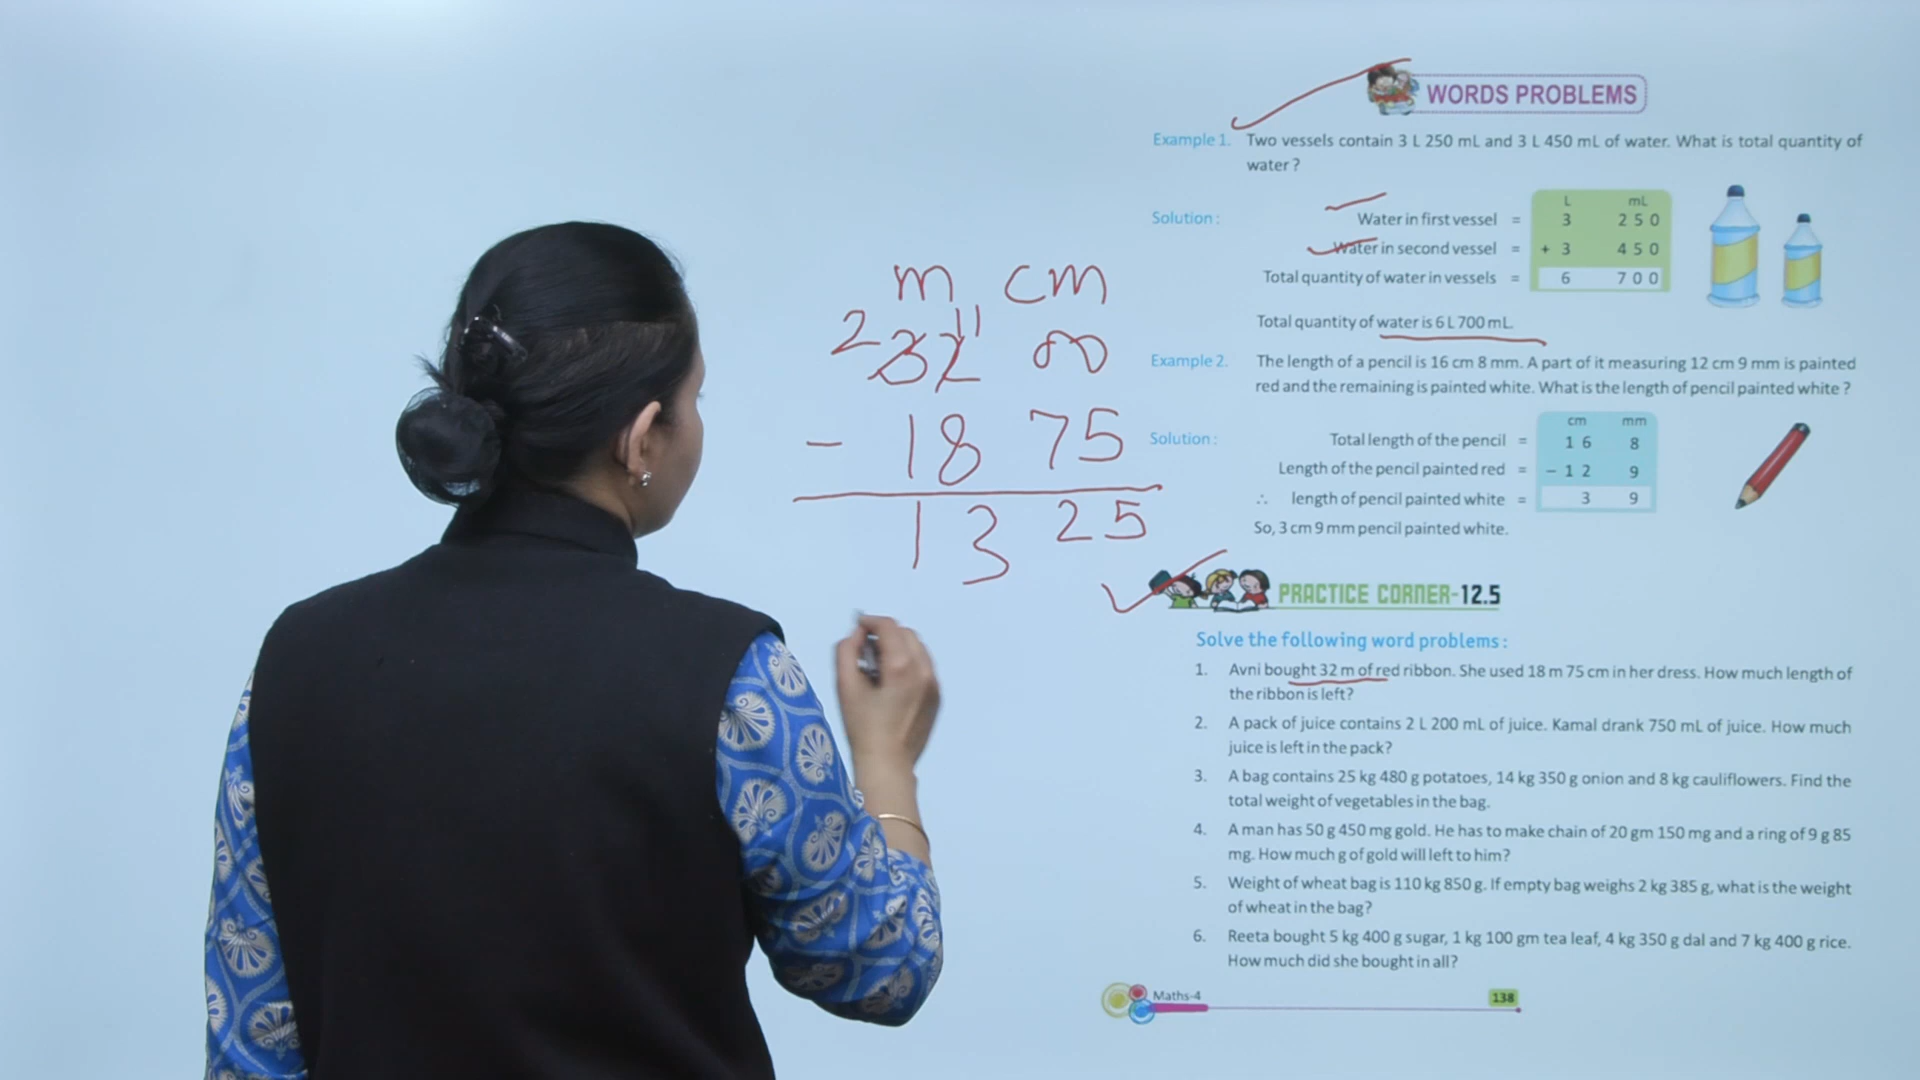 m cm
2 11
32 00
- 18 75
13 25
WORDS PROBLEMS
Example 1. Two vessels contain 3 L 250 mL and 3 L 450 mL of water. What is total quantity of
water ?
L mL
Solution : Water in first vessel = 3 2 5 0
Water in second vessel = + 3 4 5 0
Total quantity of water in vessels = 6 7 0 0
Total quantity of water is 6 L 700 mL.
Example 2. The length of a pencil is 16 cm 8 mm. A part of it measuring 12 cm 9 mm is painted
red and the remaining is painted white. What is the length of pencil painted white ?
cm mm
Solution : Total length of the pencil = 1 6 8
Length of the pencil painted red = – 1 2 9
∴ length of pencil painted white = 3 9
So, 3 cm 9 mm pencil painted white.
PRACTICE CORNER-12.5
Solve the following word problems :
1. Avni bought 32 m of red ribbon. She used 18 m 75 cm in her dress. How much length of
the ribbon is left?
2. A pack of juice contains 2 L 200 mL of juice. Kamal drank 750 mL of juice. How much
juice is left in the pack?
3. A bag contains 25 kg 480 g potatoes, 14 kg 350 g onion and 8 kg cauliflowers. Find the
total weight of vegetables in the bag.
4. A man has 50 g 450 mg gold. He has to make chain of 20 gm 150 mg and a ring of 9 g 85
mg. How much g of gold will left to him?
5. Weight of wheat bag is 110 kg 850 g. If empty bag weighs 2 kg 385 g, what is the weight
of wheat in the bag?
6. Reeta bought 5 kg 400 g sugar, 1 kg 100 gm tea leaf, 4 kg 350 g dal and 7 kg 400 g rice.
How much did she bought in all?
Maths-4 138